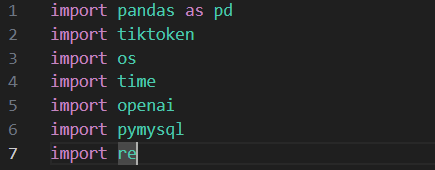 1 import pandas as pd
2 import tiktoken
3 import os
4 import time
5 import openai
6 import pymysql
7 import re